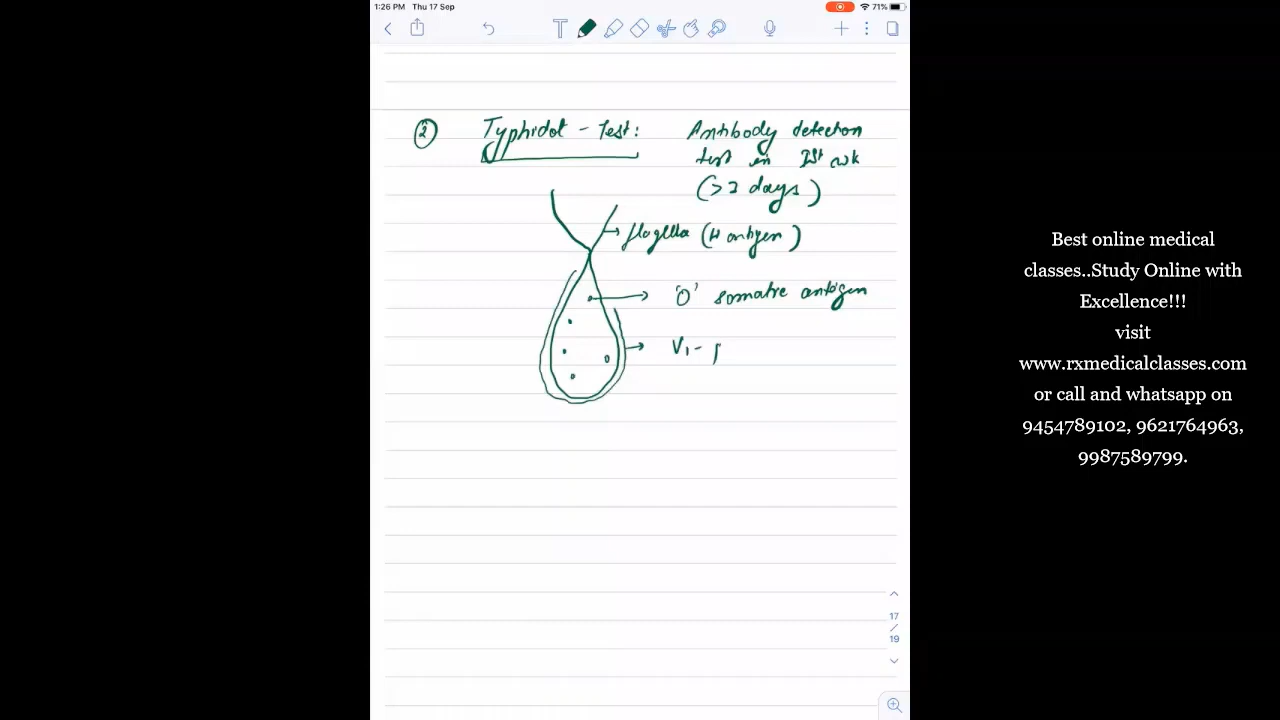 1:26 PM Thu 17 Sep
71%
T
2 Typhidot - Test: Antibody detection
test in Ist wk
(>2 days)
flagella (H antigen)
'O' somatic antigen
Vi -
17
/
19
Best online medical
classes..Study Online with
Excellence!!!
visit
www.rxmedicalclasses.com
or call and whatsapp on
9454789102, 9621764963,
9987589799.